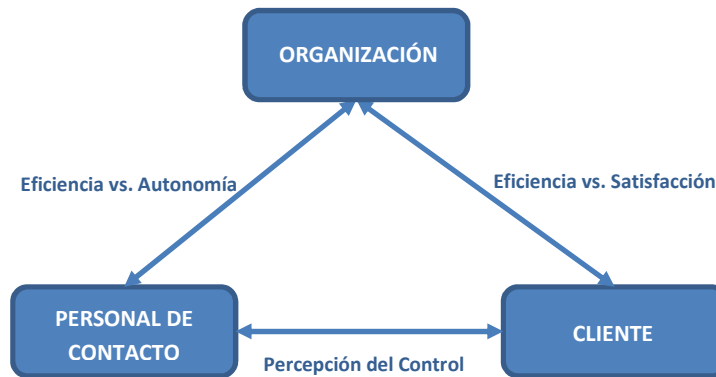 ORGANIZACIÓN
Eficiencia vs. Autonomía
Eficiencia vs. Satisfacción
PERSONAL DE
CONTACTO
CLIENTE
Percepción del Control